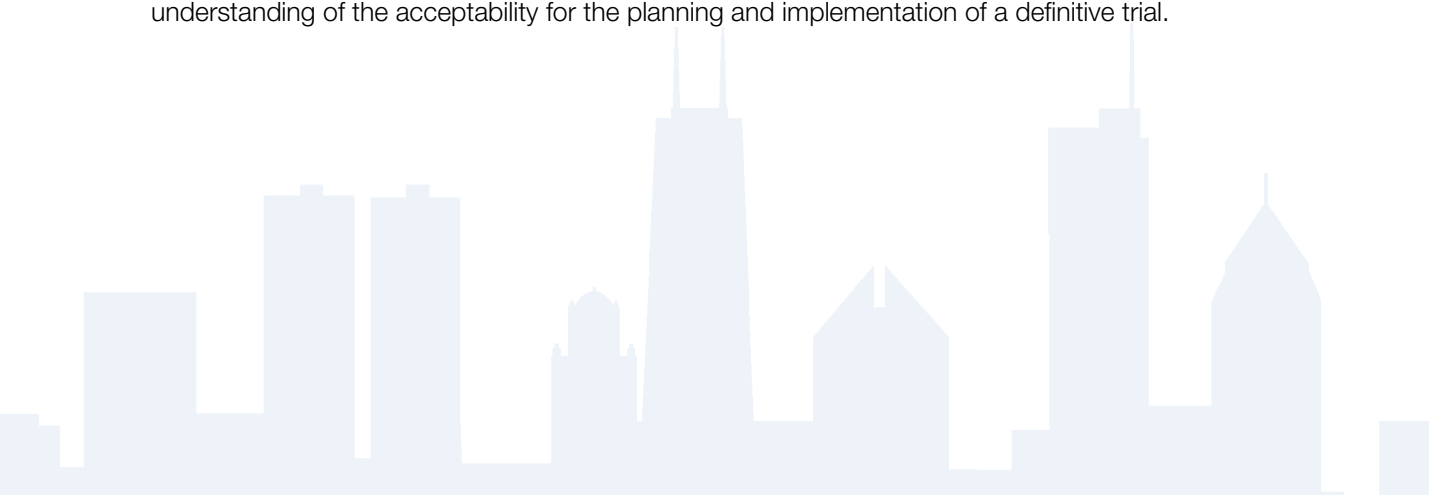 understanding of the acceptability for the planning and implementation of a definitive trial.